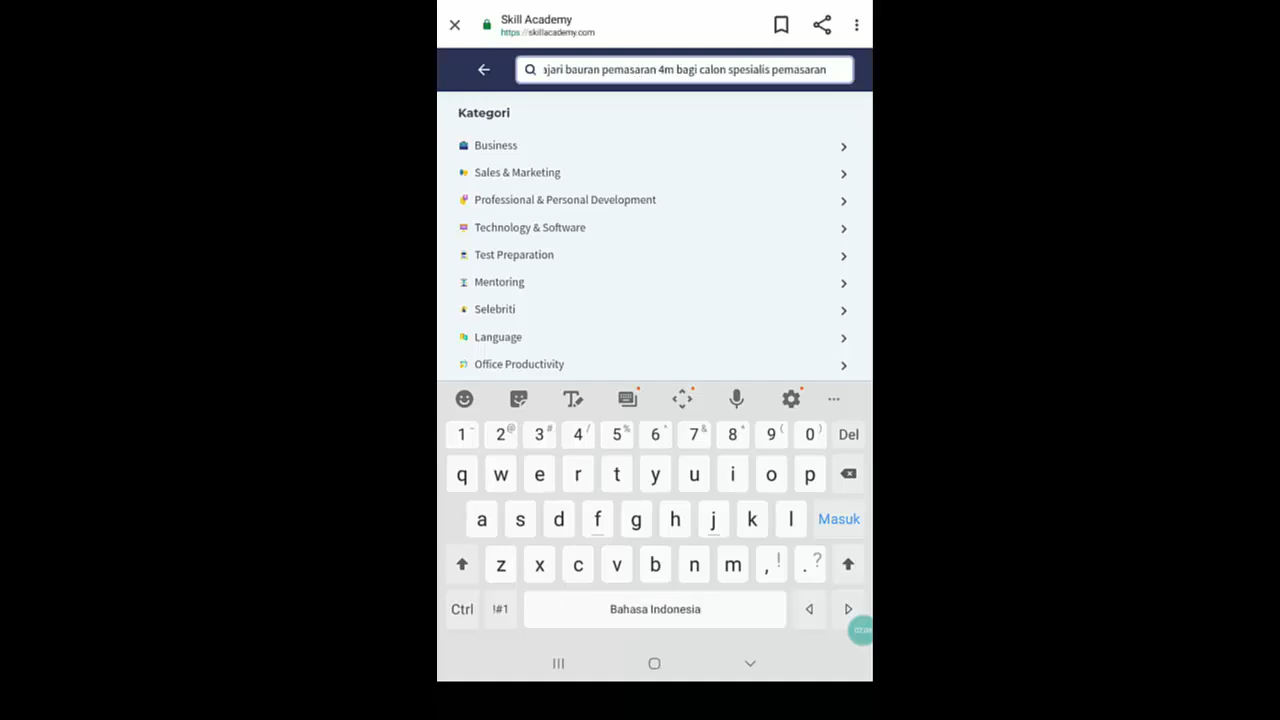 Skill Academy
https://skillacademy.com
ajari bauran pemasaran 4m bagi calon spesialis pemasaran
Kategori
Business
Sales & Marketing
Professional & Personal Development
Technology & Software
Test Preparation
Mentoring
Selebriti
Language
Office Productivity
1 - 2 @ 3 # 4 / 5 % 6 ^ 7 & 8 * 9 ( 0 ) Del
q w e r t y u i o p
a s d f g h j k l Masuk
z x c v b n m , ! . ?
Ctrl !#1 Bahasa Indonesia